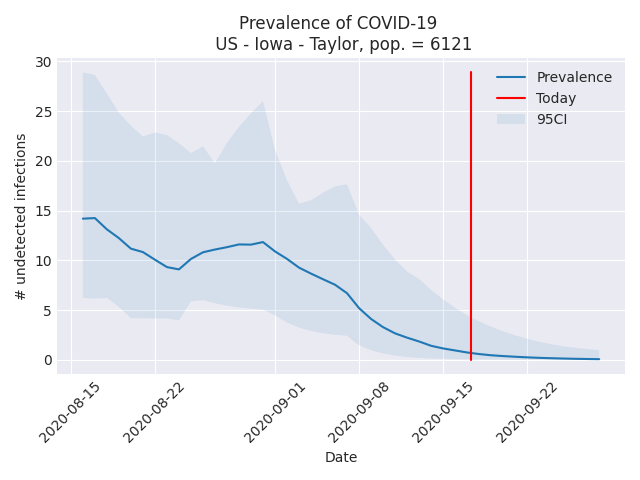 Prevalence of COVID-19
US - Iowa - Taylor, pop. = 6121
30
25
20
15
10
5
0
# undetected infections
Prevalence
Today
95CI
2020-08-15
2020-08-22
2020-09-01
2020-09-08
2020-09-15
2020-09-22
Date